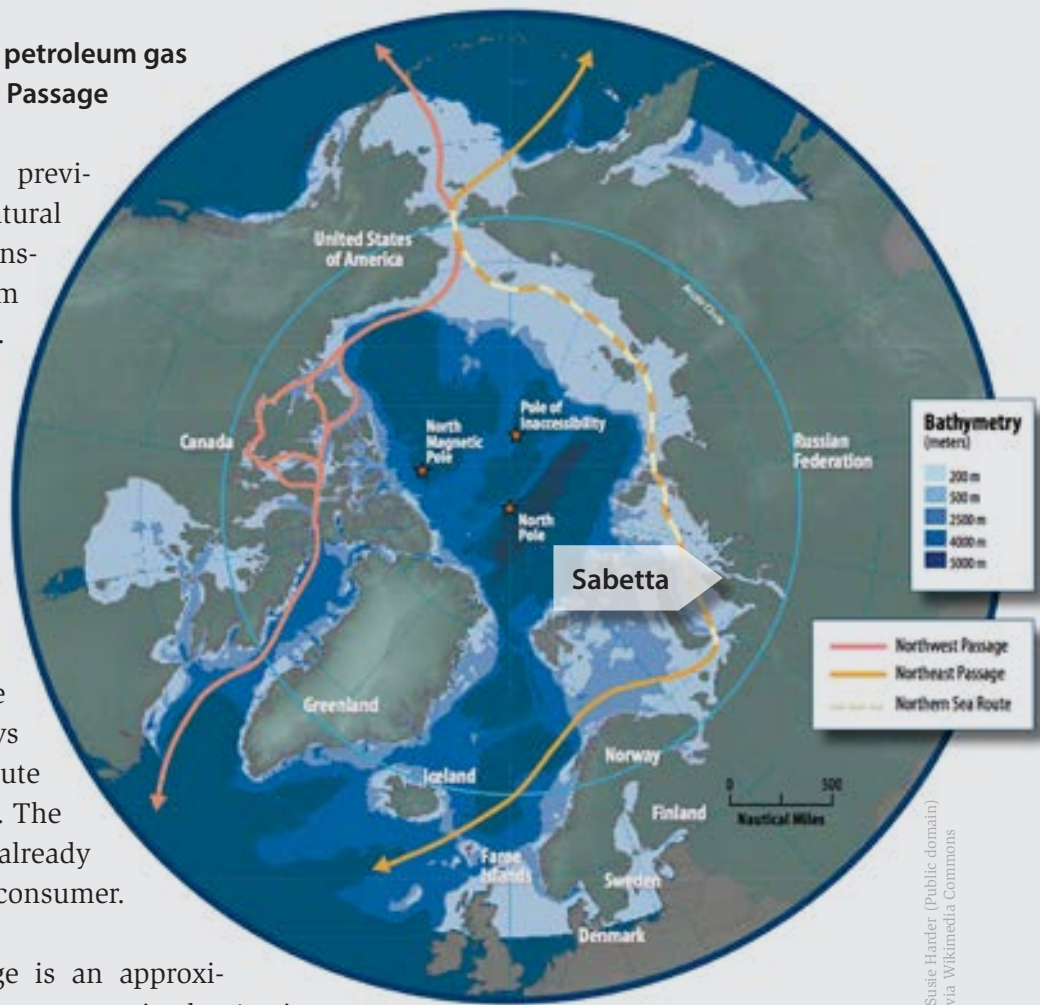 petroleum gas
Passage
previ-
tural
ns-
m
.
e
ys
ute
. The
already
consumer.
ge is an approxi-
United States
of America
Arctic Circle
Canada
North
Magnetic
Pole
Pole of
Inaccessibility
North
Pole
Russian
Federation
Sabetta
Greenland
Iceland
Norway
Finland
Sweden
Faroe
Islands
Denmark
0 500
Nautical Miles
Bathymetry
(meters)
200 m
500 m
2500 m
4000 m
5000 m
Northwest Passage
Northeast Passage
Northern Sea Route
Susie Harder (Public domain)
via Wikimedia Commons